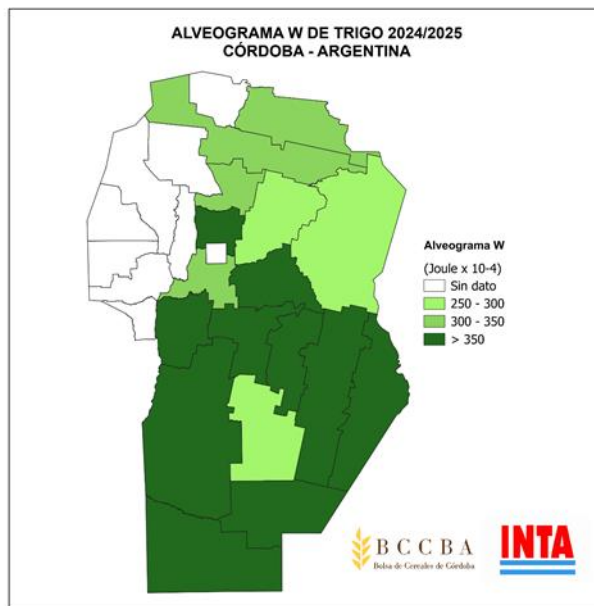 ALVEOGRAMA W DE TRIGO 2024/2025
CÓRDOBA - ARGENTINA
Alveograma W
(Joule x 10-4)
Sin dato
250 - 300
300 - 350
> 350
BCCBA
Bolsa de Cereales de Córdoba
INTA